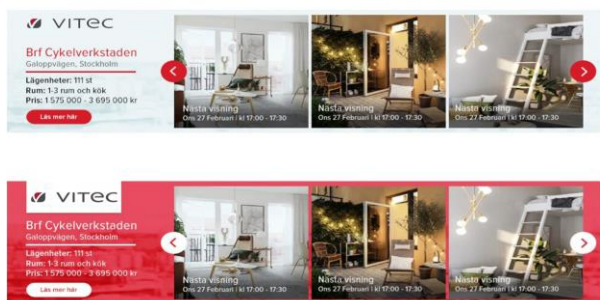 VITEC
Brf Cykelverkstaden
Galoppvägen, Stockholm
Lägenheter: 111 st
Rum: 1-3 rum och kök
Pris: 1 575 000 - 3 695 000 kr
Läs mer här
Nästa visning
Ons 27 Februari | kl 17:00 - 17:30
Nästa visning
Ons 27 Februari | kl 17:00 - 17:30
Nästa visning
Ons 27 Februari | kl 17:00 - 17:30
VITEC
Brf Cykelverkstaden
Galoppvägen, Stockholm
Lägenheter: 111 st
Rum: 1-3 rum och kök
Pris: 1 575 000 - 3 695 000 kr
Läs mer här
Nästa visning
Ons 27 Februari | kl 17:00 - 17:30
Nästa visning
Ons 27 Februari | kl 17:00 - 17:30
Nästa visning
Ons 27 Februari | kl 17:00 - 17:30